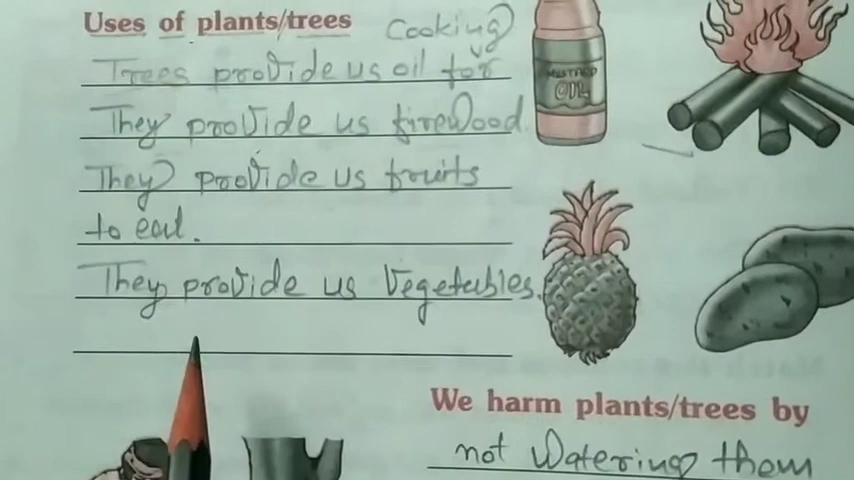 Uses of plants/trees
Cooking
Trees provide us oil for
They provide us firewood
They provide us fruits
to eat.
They provide us Vegetables.
MUSTARD
OIL
We harm plants/trees by
not watering them